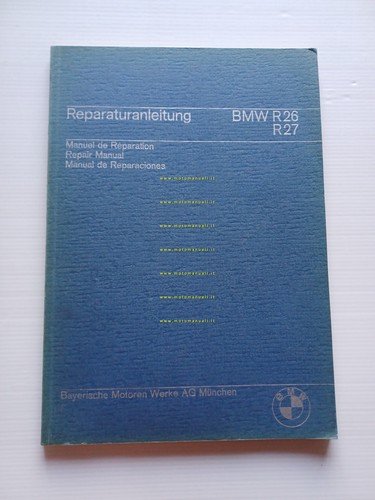 Reparaturanleitung BMW R26
R27
Manuel de Réparation
Repair Manual
Manual de Reparaciones
www.motomanuali.it
www.motomanuali.it
www.motomanuali.it
www.motomanuali.it
www.motomanuali.it
www.motomanuali.it
www.motomanuali.it
Bayerische Motoren Werke AG München
BMW